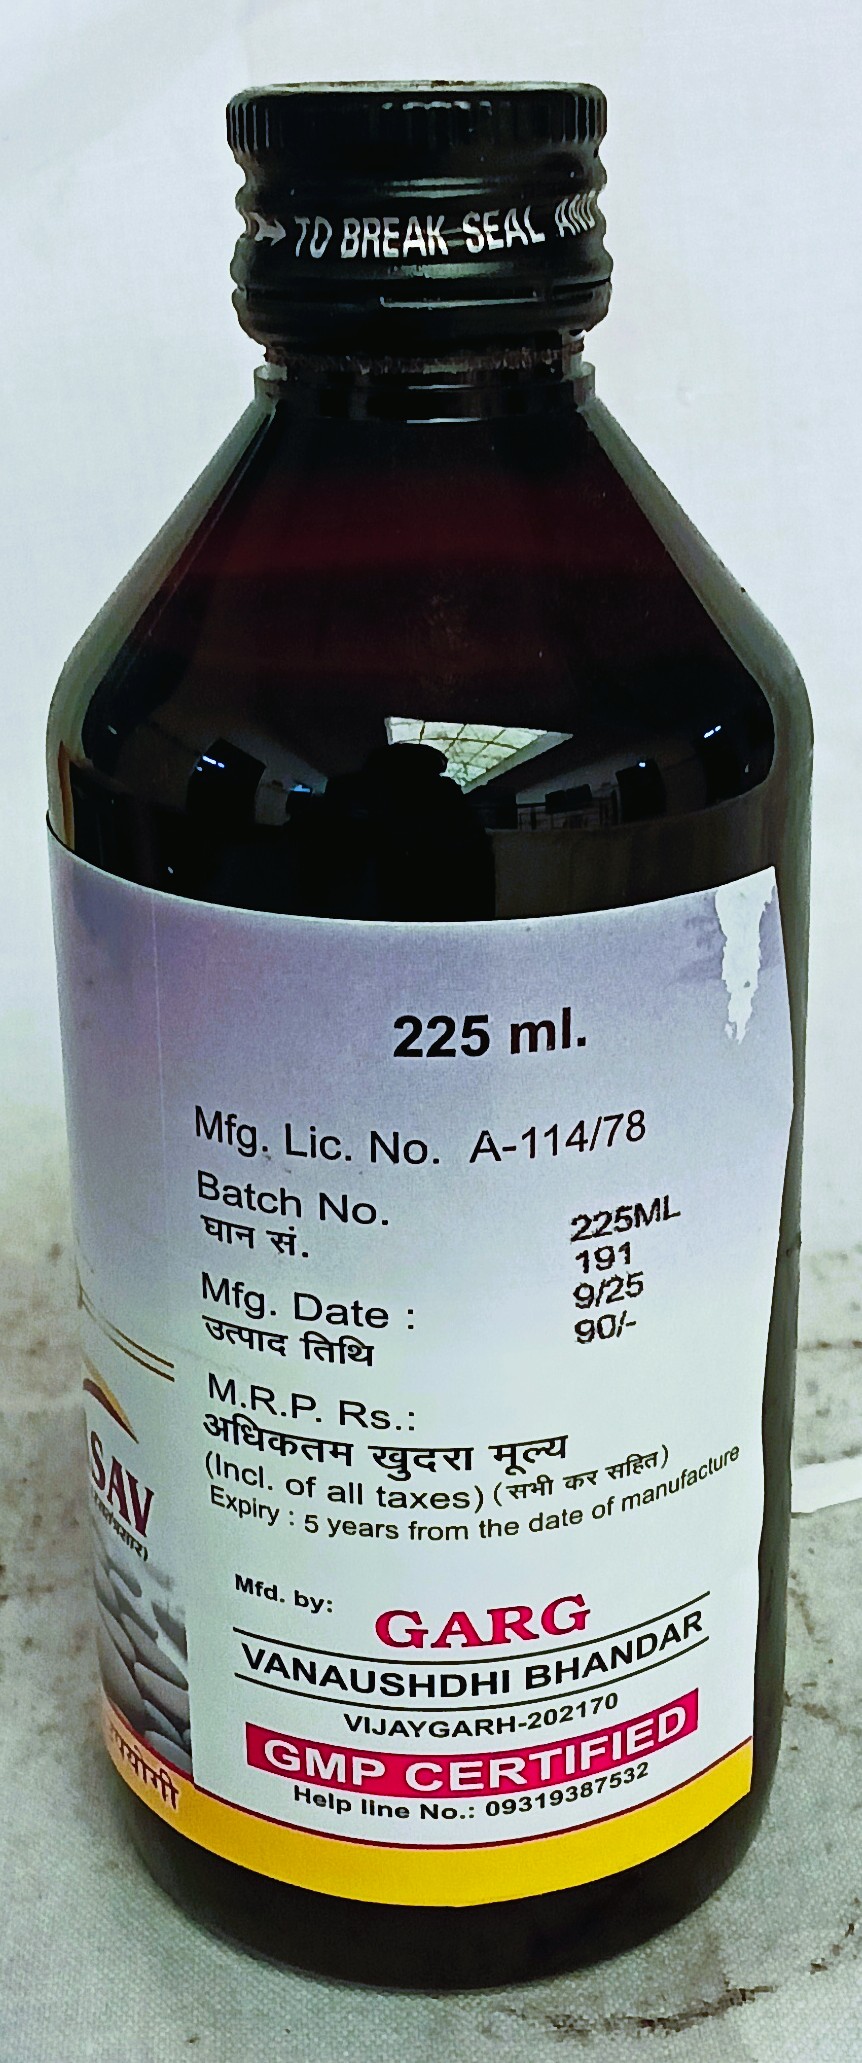 TO BREAK SEAL AND
225 ml.
Mfg. Lic. No. A-114/78
Batch No. 225ML
घान सं. 191
Mfg. Date : 9/25
उत्पाद तिथि 90/-
M.R.P. Rs.:
अधिकतम खुदरा मूल्य
(Incl. of all taxes) (सभी कर सहित)
Expiry : 5 years from the date of manufacture
SAV
Mfd. by:
GARG
VANAUSHDHI BHANDAR
VIJAYGARH-202170
GMP CERTIFIED
Help line No.: 09319387532